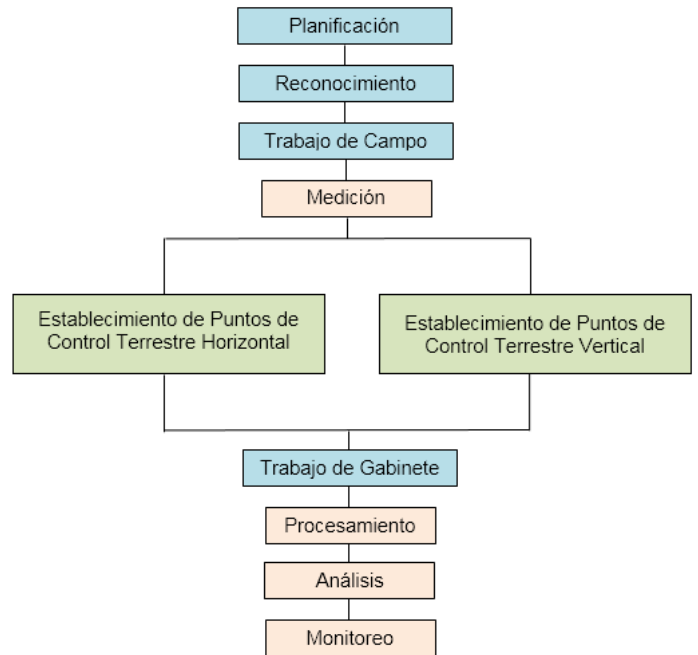 Planificación
Reconocimiento
Trabajo de Campo
Medición
Establecimiento de Puntos de
Control Terrestre Horizontal
Establecimiento de Puntos de
Control Terrestre Vertical
Trabajo de Gabinete
Procesamiento
Análisis
Monitoreo